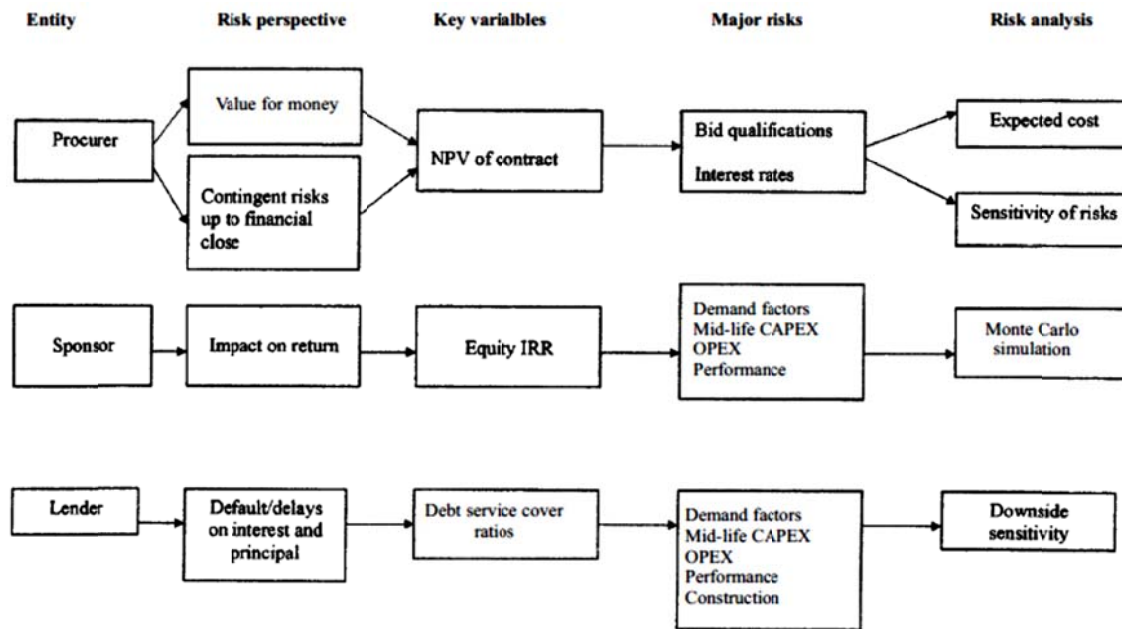 Entity
Risk perspective
Key varialbles
Major risks
Risk analysis
Procurer
Value for money
Contingent risks
up to financial
close
NPV of contract
Bid qualifications
Interest rates
Expected cost
Sensitivity of risks
Sponsor
Impact on return
Equity IRR
Demand factors
Mid-life CAPEX
OPEX
Performance
Monte Carlo
simulation
Lender
Default/delays
on interest and
principal
Debt service cover
ratios
Demand factors
Mid-life CAPEX
OPEX
Performance
Construction
Downside
sensitivity